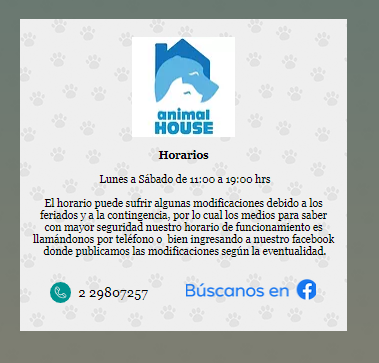 animal
HOUSE
Horarios
Lunes a Sábado de 11:00 a 19:00 hrs
El horario puede sufrir algunas modificaciones debido a los
feriados y a la contingencia, por lo cual los medios para saber
con mayor seguridad nuestro horario de funcionamiento es
llamándonos por teléfono o  bien ingresando a nuestro facebook
donde publicamos las modificaciones según la eventualidad.
2 29807257
Búscanos en